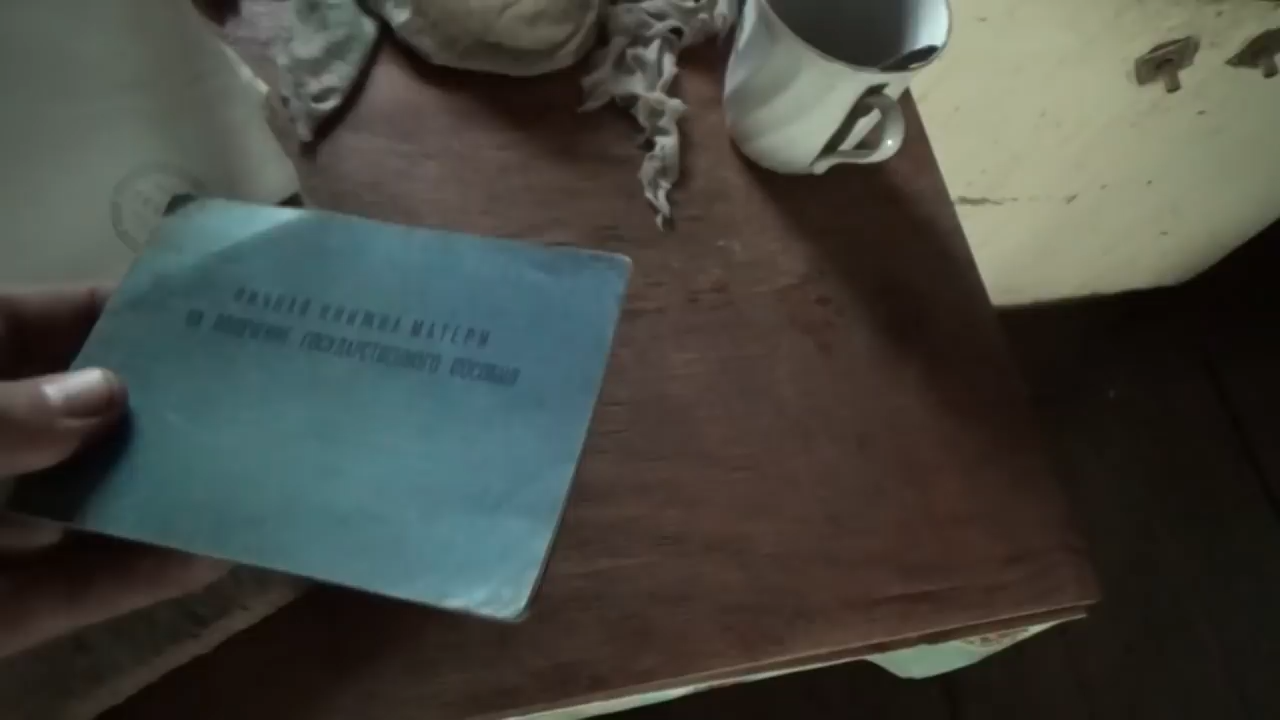 ЛИЧНАЯ КНИЖКА МАТЕРИ
НА ПОЛУЧЕНИЕ ГОСУДАРСТВЕННОГО ПОСОБИЯ